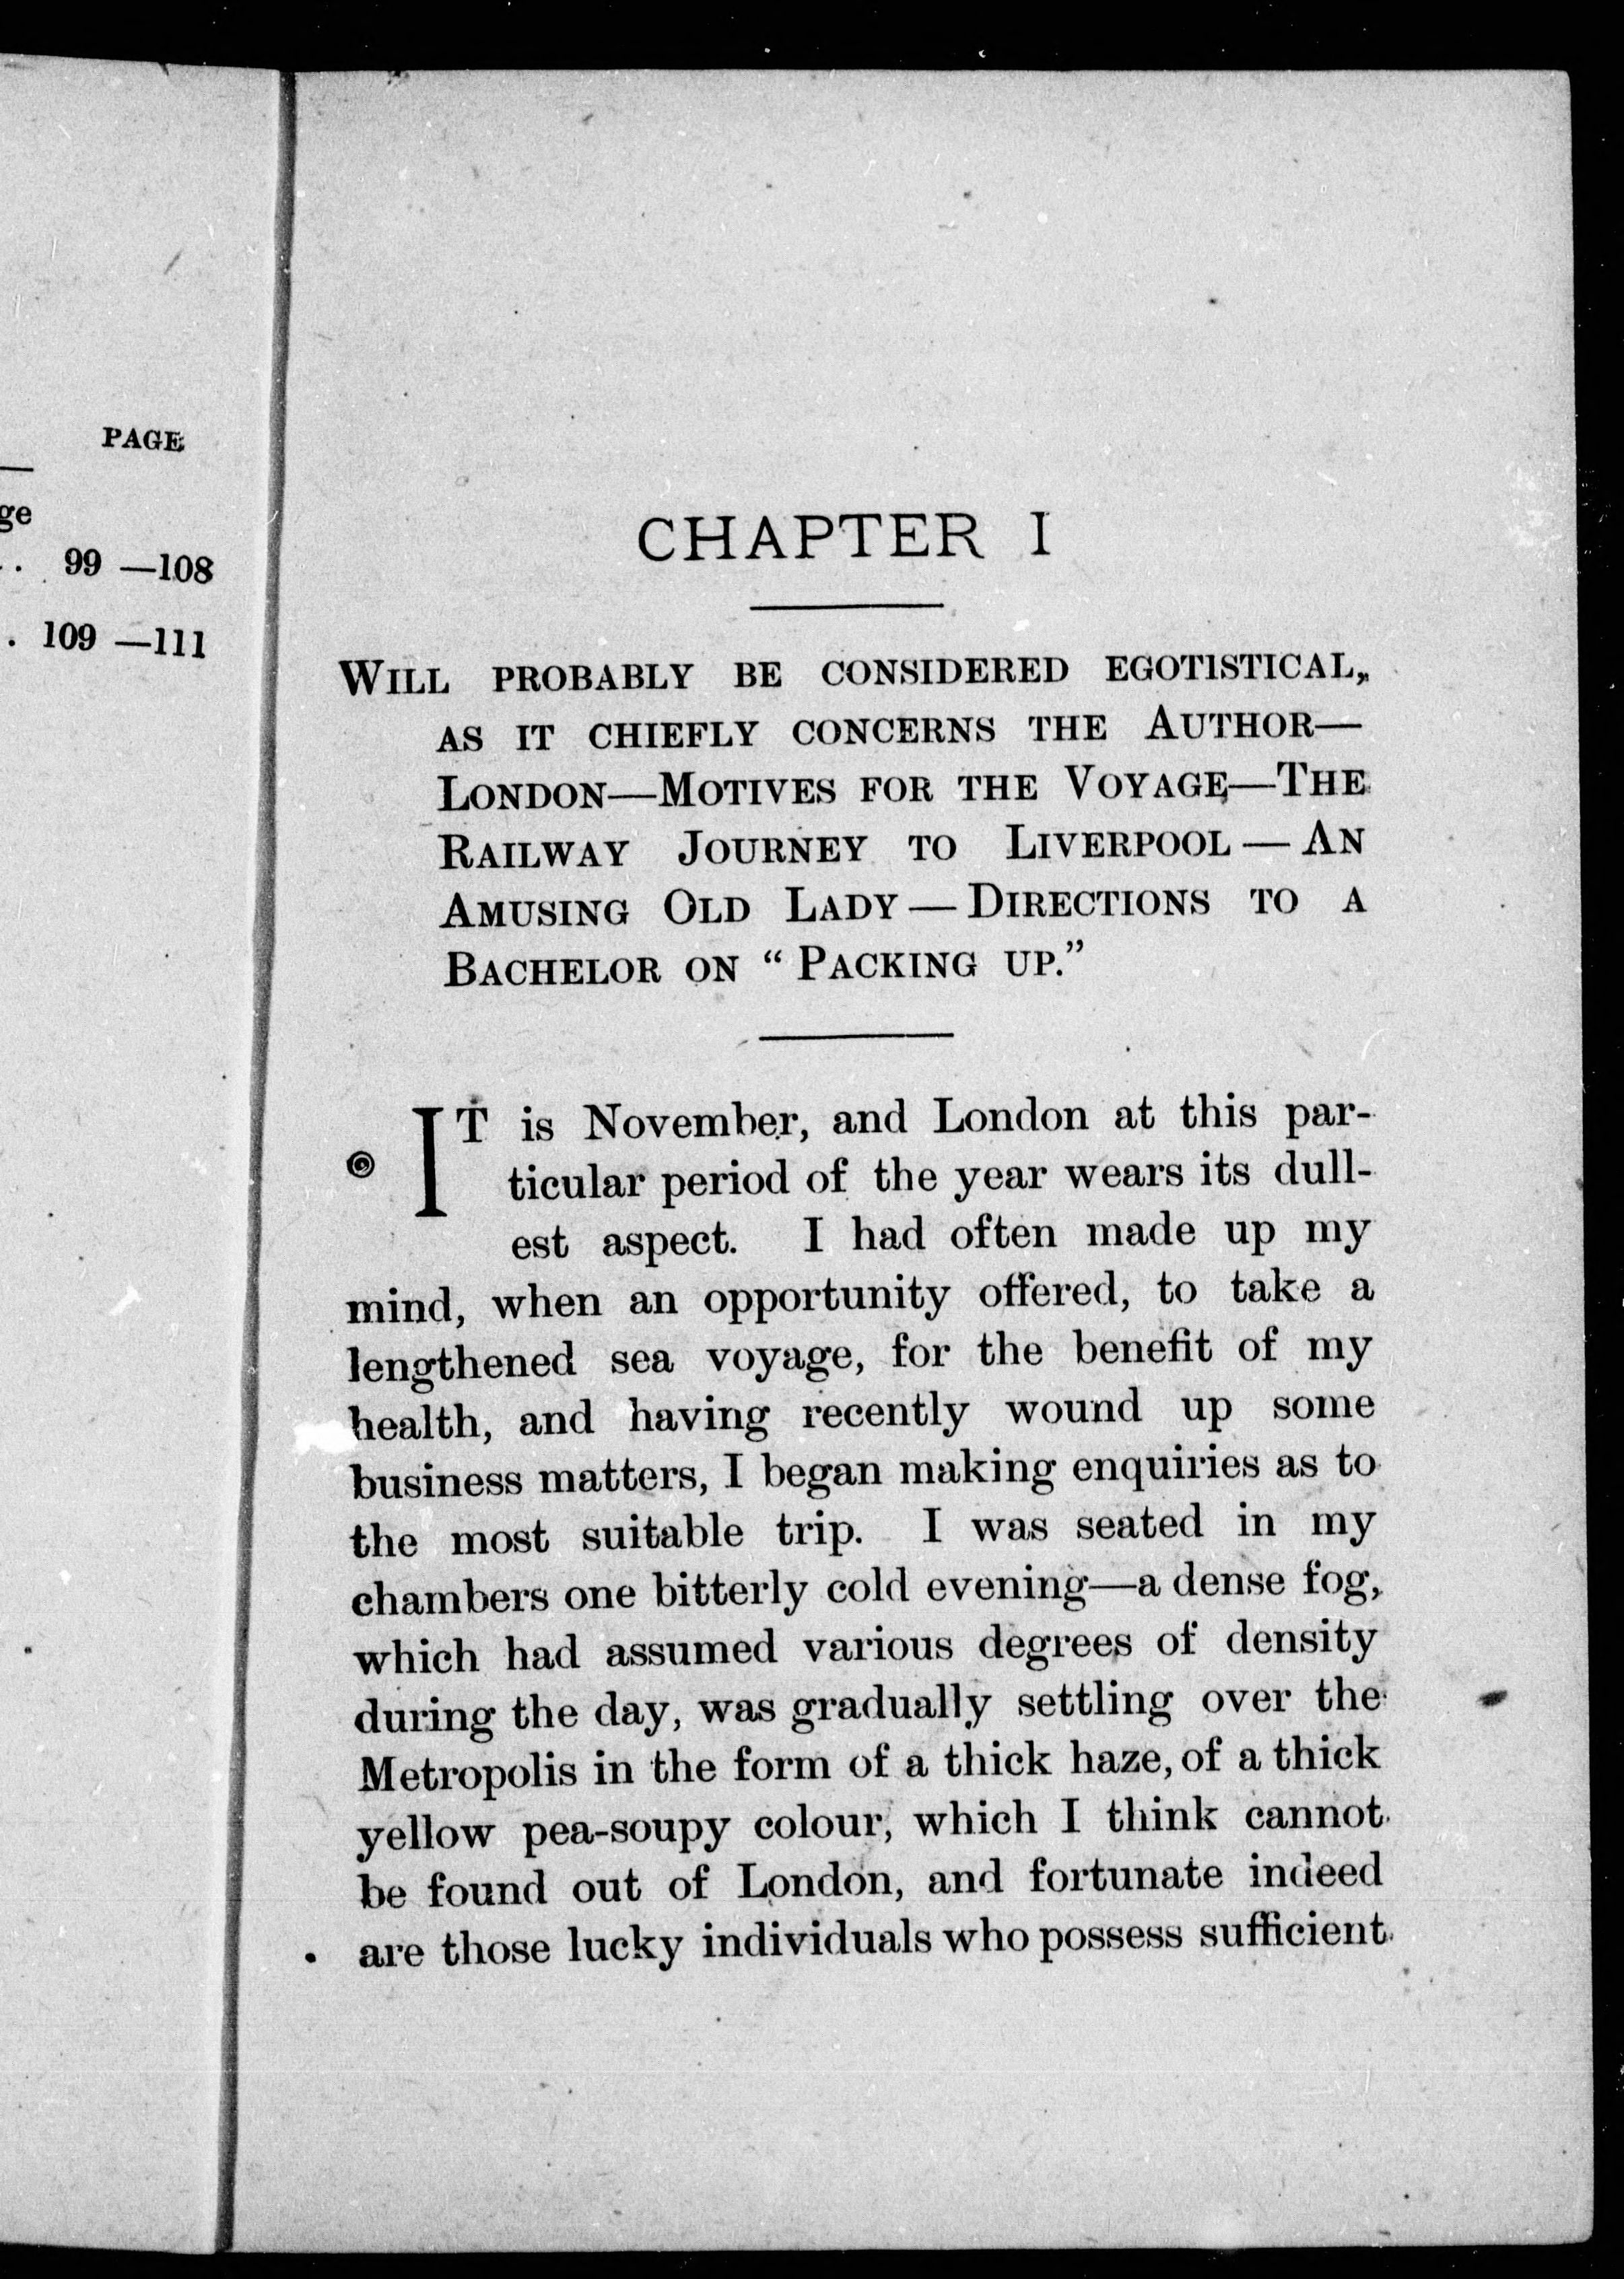 PAGE
ge
.. 99 —108
. 109 —111
CHAPTER I
WILL PROBABLY BE CONSIDERED EGOTISTICAL,
AS IT CHIEFLY CONCERNS THE AUTHOR—
LONDON—MOTIVES FOR THE VOYAGE—THE
RAILWAY JOURNEY TO LIVERPOOL — AN
AMUSING OLD LADY — DIRECTIONS TO A
BACHELOR ON “ PACKING UP.”
IT is November, and London at this par-
ticular period of the year wears its dull-
est aspect. I had often made up my
mind, when an opportunity offered, to take a
lengthened sea voyage, for the benefit of my
health, and having recently wound up some
business matters, I began making enquiries as to
the most suitable trip. I was seated in my
chambers one bitterly cold evening—a dense fog,
which had assumed various degrees of density
during the day, was gradually settling over the
Metropolis in the form of a thick haze, of a thick
yellow pea-soupy colour, which I think cannot
be found out of London, and fortunate indeed
are those lucky individuals who possess sufficient